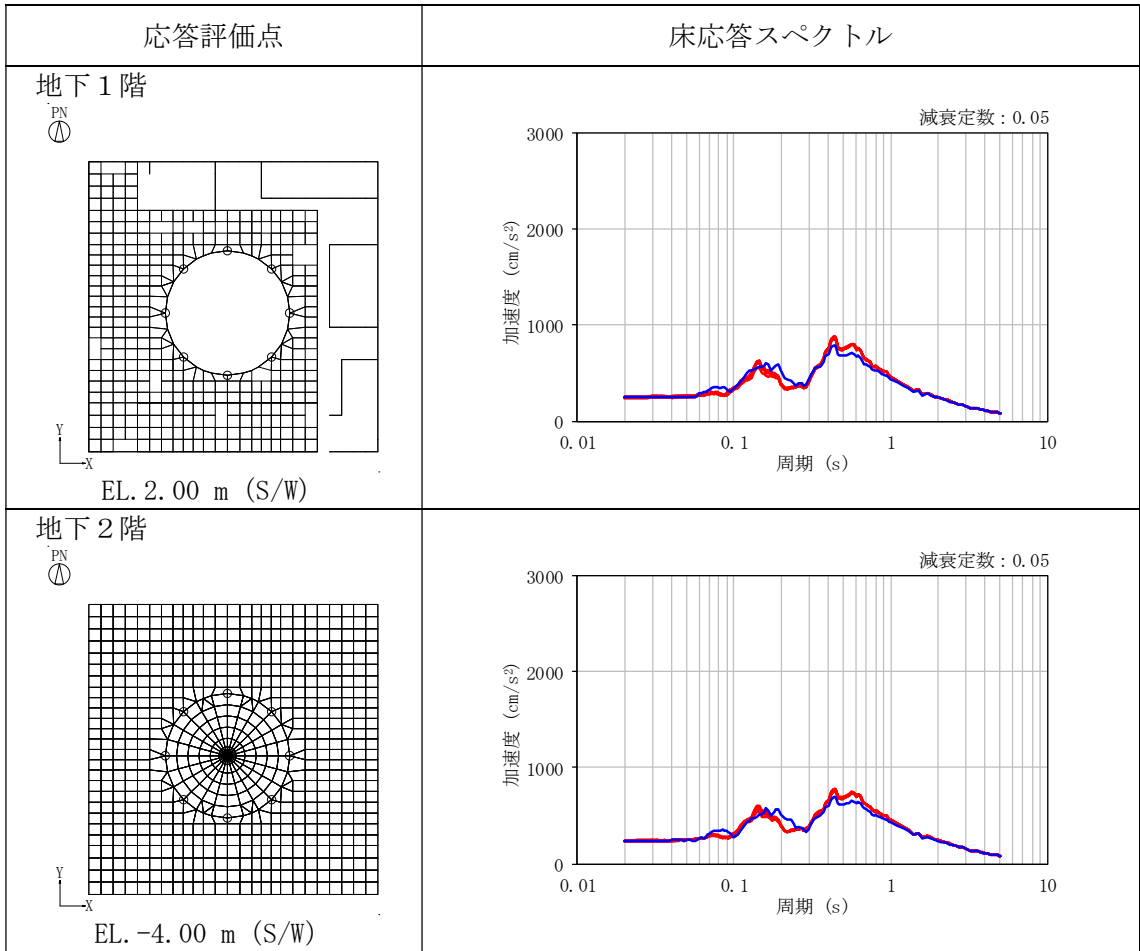 応答評価点
床応答スペクトル
地下１階
PN
Y
X
EL.2.00 m (S/W)
減衰定数：0.05
加速度 (cm/s²)
3000
2000
1000
0
0.01
0.1
1
10
周期 (s)
地下２階
PN
Y
X
EL.-4.00 m (S/W)
減衰定数：0.05
加速度 (cm/s²)
3000
2000
1000
0
0.01
0.1
1
10
周期 (s)